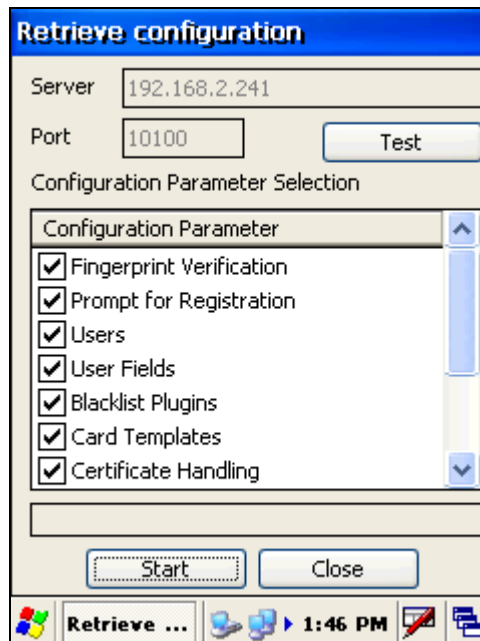 Retrieve configuration
Server 192.168.2.241
Port 10100 Test
Configuration Parameter Selection
Configuration Parameter
Fingerprint Verification
Prompt for Registration
Users
User Fields
Blacklist Plugins
Card Templates
Certificate Handling
Start Close
Retrieve ... 1:46 PM